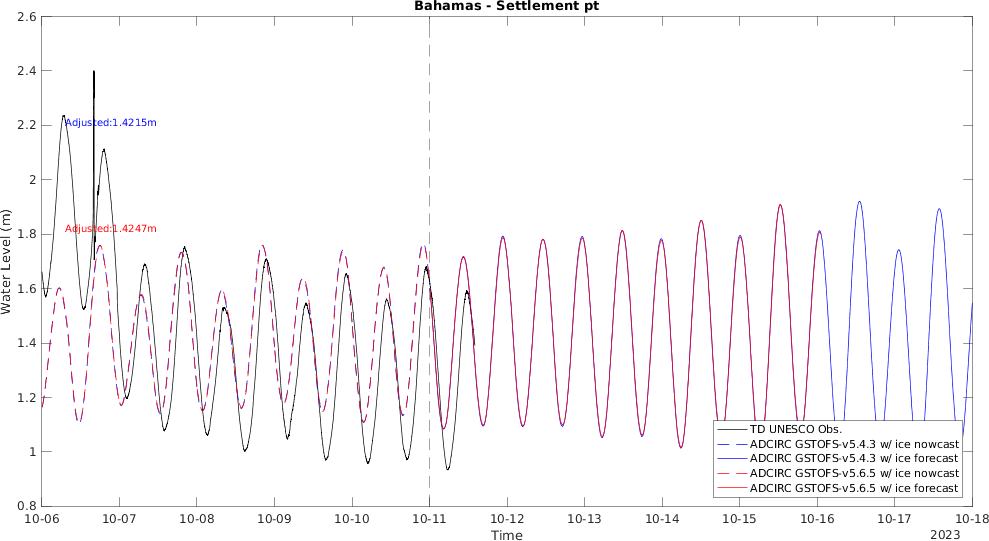 Bahamas - Settlement pt
2.6
2.4
2.2
2
1.8
1.6
1.4
1.2
1
0.8
Water Level (m)
Adjusted:1.4215m
Adjusted:1.4247m
TD UNESCO Obs.
ADCIRC GSTOFS-v5.4.3 w/ ice nowcast
ADCIRC GSTOFS-v5.4.3 w/ ice forecast
ADCIRC GSTOFS-v5.6.5 w/ ice nowcast
ADCIRC GSTOFS-v5.6.5 w/ ice forecast
10-06 10-07 10-08 10-09 10-10 10-11 10-12 10-13 10-14 10-15 10-16 10-17 10-18
Time
2023